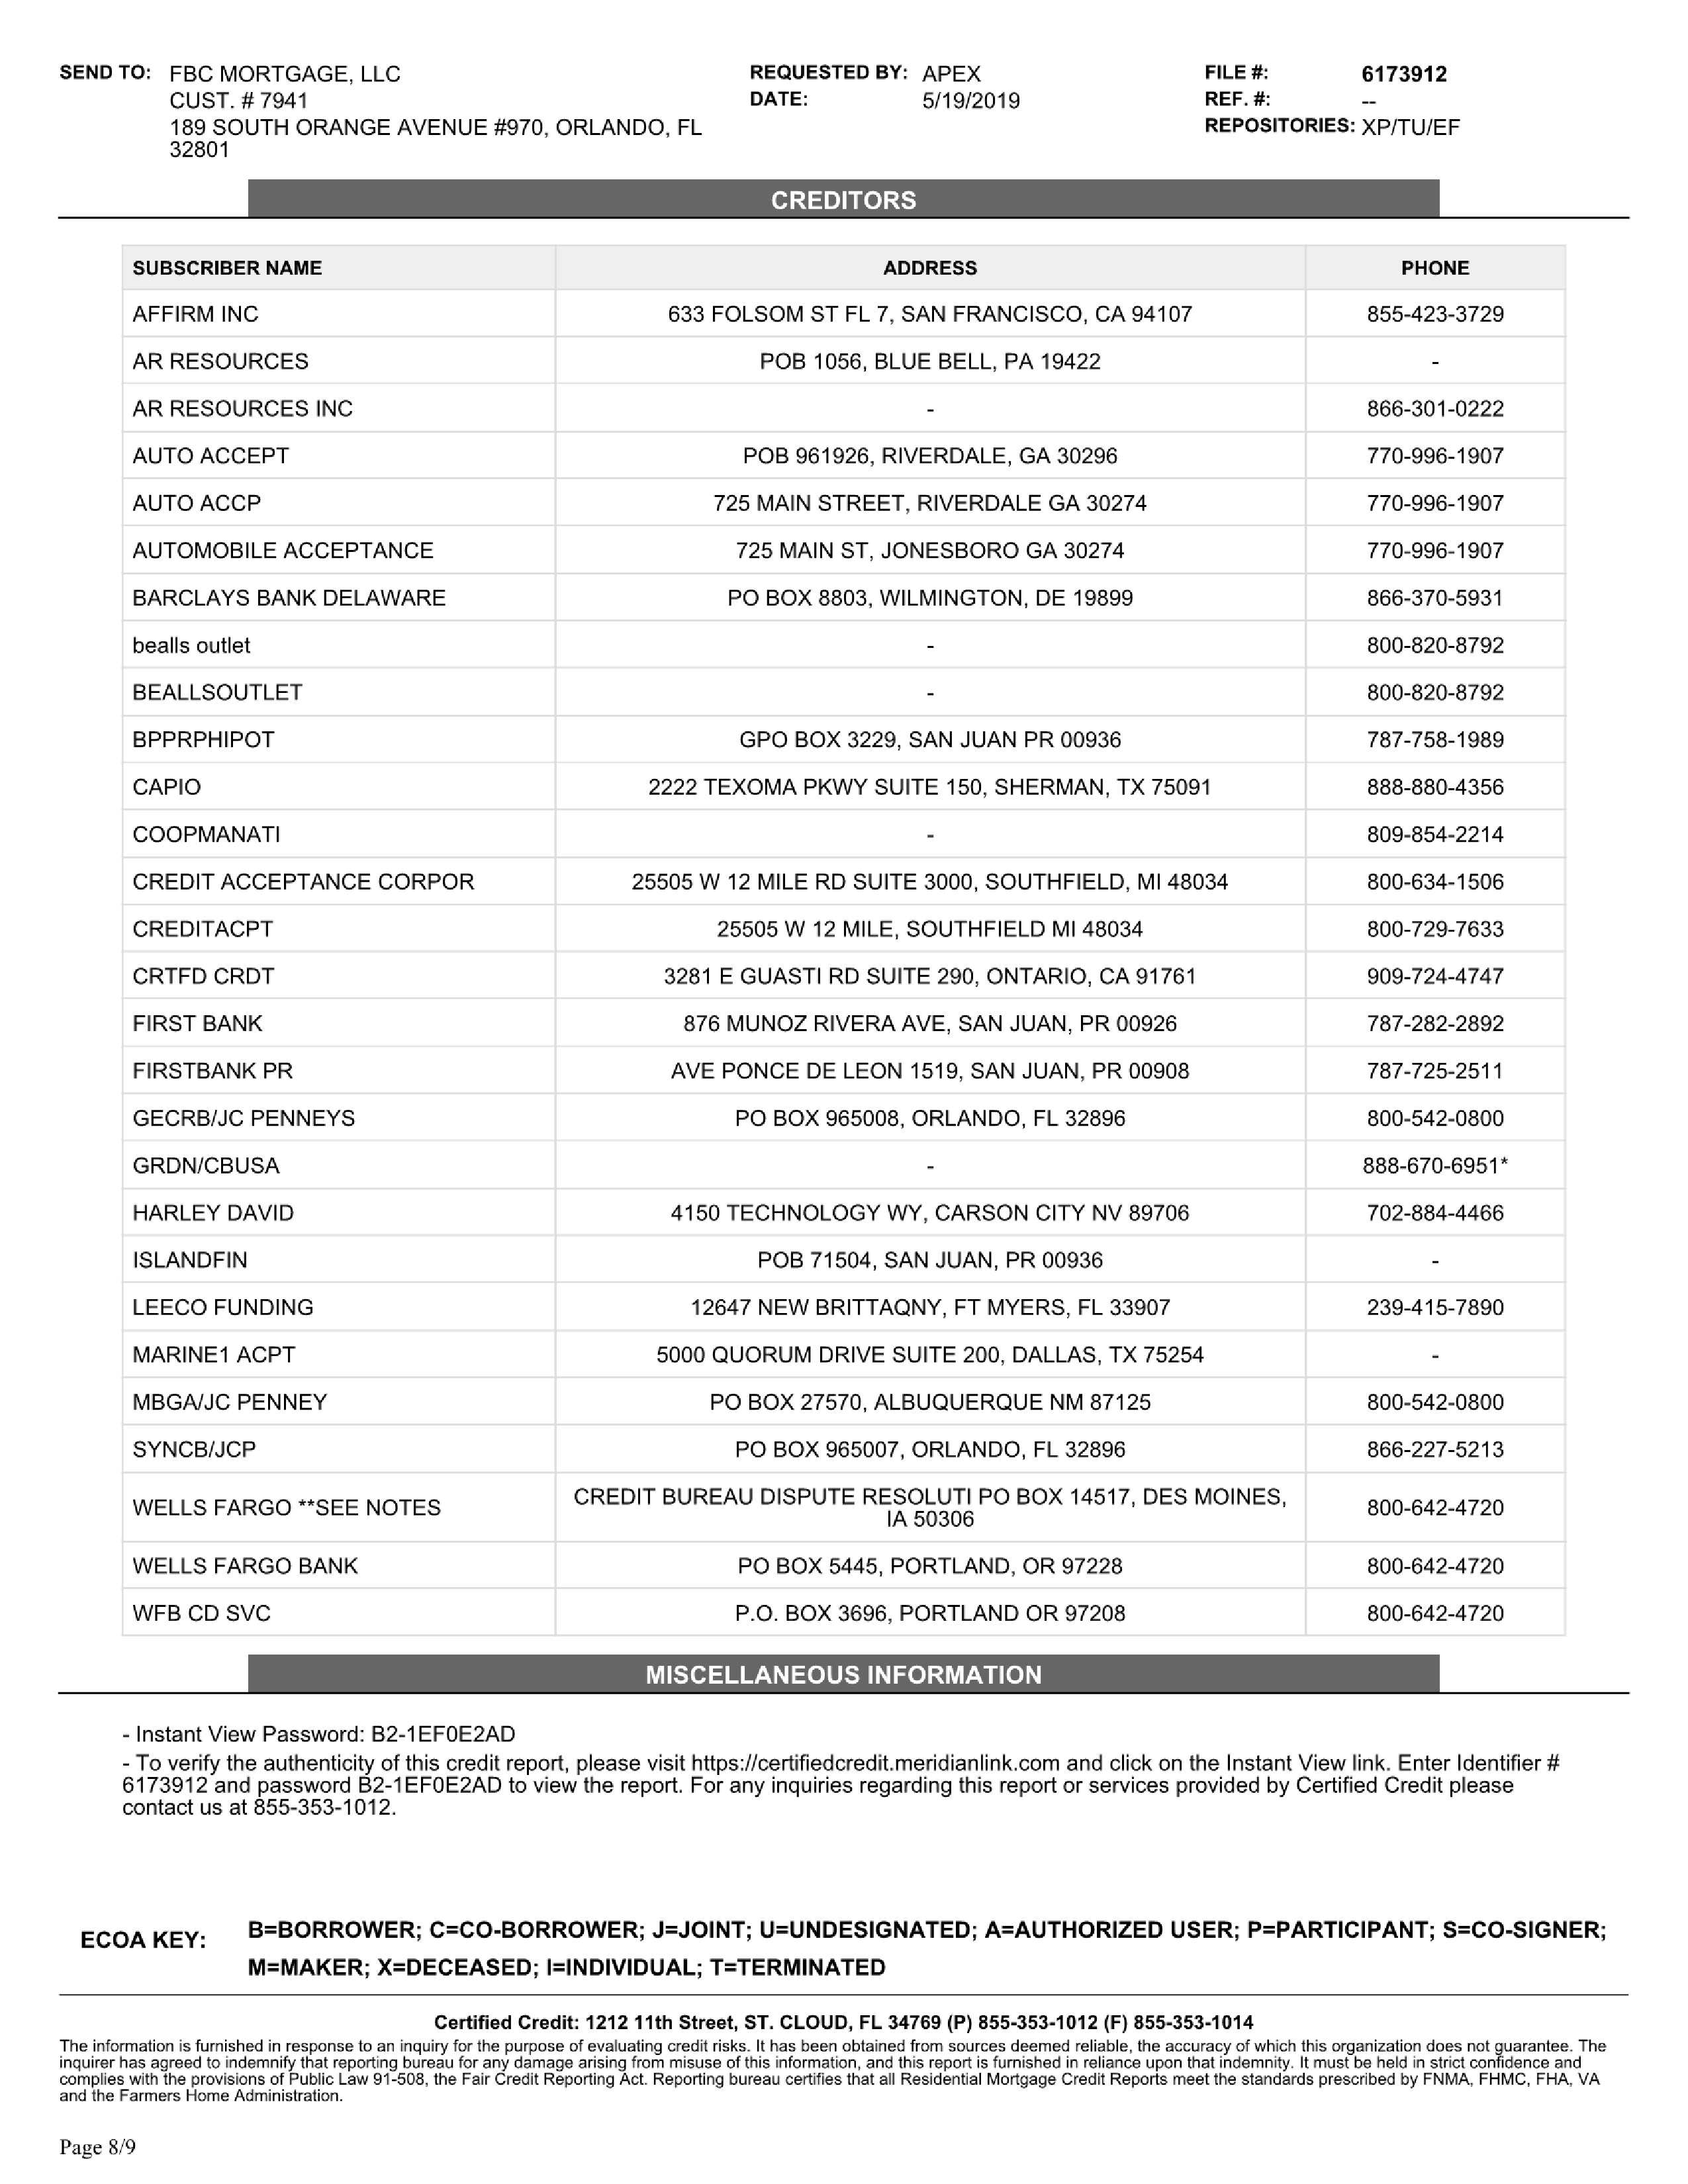 SEND TO: FBC MORTGAGE, LLC REQUESTED BY: APEX FILE #: 6173912
CUST. # 7941 DATE: 5/19/2019 REF. #: --
189 SOUTH ORANGE AVENUE #970, ORLANDO, FL REPOSITORIES: XP/TU/EF
32801
CREDITORS
SUBSCRIBER NAME ADDRESS PHONE
AFFIRM INC 633 FOLSOM ST FL 7, SAN FRANCISCO, CA 94107 855-423-3729
AR RESOURCES POB 1056, BLUE BELL, PA 19422 -
AR RESOURCES INC - 866-301-0222
AUTO ACCEPT POB 961926, RIVERDALE, GA 30296 770-996-1907
AUTO ACCP 725 MAIN STREET, RIVERDALE GA 30274 770-996-1907
AUTOMOBILE ACCEPTANCE 725 MAIN ST, JONESBORO GA 30274 770-996-1907
BARCLAYS BANK DELAWARE PO BOX 8803, WILMINGTON, DE 19899 866-370-5931
bealls outlet - 800-820-8792
BEALLSOUTLET - 800-820-8792
BPPRPHIPOT GPO BOX 3229, SAN JUAN PR 00936 787-758-1989
CAPIO 2222 TEXOMA PKWY SUITE 150, SHERMAN, TX 75091 888-880-4356
COOPMANATI - 809-854-2214
CREDIT ACCEPTANCE CORPOR 25505 W 12 MILE RD SUITE 3000, SOUTHFIELD, MI 48034 800-634-1506
CREDITACPT 25505 W 12 MILE, SOUTHFIELD MI 48034 800-729-7633
CRTFD CRDT 3281 E GUASTI RD SUITE 290, ONTARIO, CA 91761 909-724-4747
FIRST BANK 876 MUNOZ RIVERA AVE, SAN JUAN, PR 00926 787-282-2892
FIRSTBANK PR AVE PONCE DE LEON 1519, SAN JUAN, PR 00908 787-725-2511
GECRB/JC PENNEYS PO BOX 965008, ORLANDO, FL 32896 800-542-0800
GRDN/CBUSA - 888-670-6951*
HARLEY DAVID 4150 TECHNOLOGY WY, CARSON CITY NV 89706 702-884-4466
ISLANDFIN POB 71504, SAN JUAN, PR 00936 -
LEECO FUNDING 12647 NEW BRITTAQNY, FT MYERS, FL 33907 239-415-7890
MARINE1 ACPT 5000 QUORUM DRIVE SUITE 200, DALLAS, TX 75254 -
MBGA/JC PENNEY PO BOX 27570, ALBUQUERQUE NM 87125 800-542-0800
SYNCB/JCP PO BOX 965007, ORLANDO, FL 32896 866-227-5213
WELLS FARGO **SEE NOTES CREDIT BUREAU DISPUTE RESOLUTI PO BOX 14517, DES MOINES, 800-642-4720
IA 50306
WELLS FARGO BANK PO BOX 5445, PORTLAND, OR 97228 800-642-4720
WFB CD SVC P.O. BOX 3696, PORTLAND OR 97208 800-642-4720
MISCELLANEOUS INFORMATION
- Instant View Password: B2-1EF0E2AD
- To verify the authenticity of this credit report, please visit https://certifiedcredit.meridianlink.com and click on the Instant View link. Enter Identifier #
6173912 and password B2-1EF0E2AD to view the report. For any inquiries regarding this report or services provided by Certified Credit please
contact us at 855-353-1012.
ECOA KEY: B=BORROWER; C=CO-BORROWER; J=JOINT; U=UNDESIGNATED; A=AUTHORIZED USER; P=PARTICIPANT; S=CO-SIGNER;
M=MAKER; X=DECEASED; I=INDIVIDUAL; T=TERMINATED
Certified Credit: 1212 11th Street, ST. CLOUD, FL 34769 (P) 855-353-1012 (F) 855-353-1014
The information is furnished in response to an inquiry for the purpose of evaluating credit risks. It has been obtained from sources deemed reliable, the accuracy of which this organization does not guarantee. The
inquirer has agreed to indemnify that reporting bureau for any damage arising from misuse of this information, and this report is furnished in reliance upon that indemnity. It must be held in strict confidence and
complies with the provisions of Public Law 91-508, the Fair Credit Reporting Act. Reporting bureau certifies that all Residential Mortgage Credit Reports meet the standards prescribed by FNMA, FHMC, FHA, VA
and the Farmers Home Administration.
Page 8/9